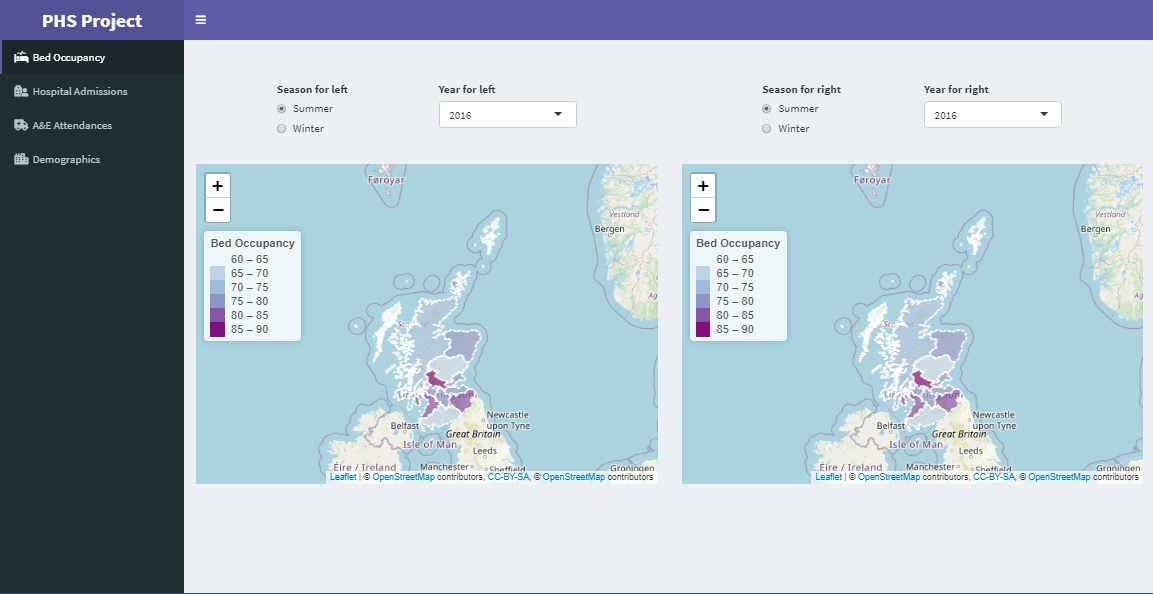 PHS Project
Bed Occupancy
Hospital Admissions
A&E Attendances
Demographics
Season for left
Summer
Winter
Year for left
2016
Season for right
Summer
Winter
Year for right
2016
+
−
Bed Occupancy
60 – 65
65 – 70
70 – 75
75 – 80
80 – 85
85 – 90
Føroyar
Vestland
Bergen
Belfast
Newcastle
upon Tyne
Great Britain
Isle of Man
Leeds
Éire / Ireland
Manchester
Sheffield
Groningen
Leaflet | © OpenStreetMap contributors, CC-BY-SA, © OpenStreetMap contributors
+
−
Bed Occupancy
60 – 65
65 – 70
70 – 75
75 – 80
80 – 85
85 – 90
Føroyar
Vestland
Bergen
Belfast
Newcastle
upon Tyne
Great Britain
Isle of Man
Leeds
Éire / Ireland
Manchester
Sheffield
Groningen
Leaflet | © OpenStreetMap contributors, CC-BY-SA, © OpenStreetMap contributors